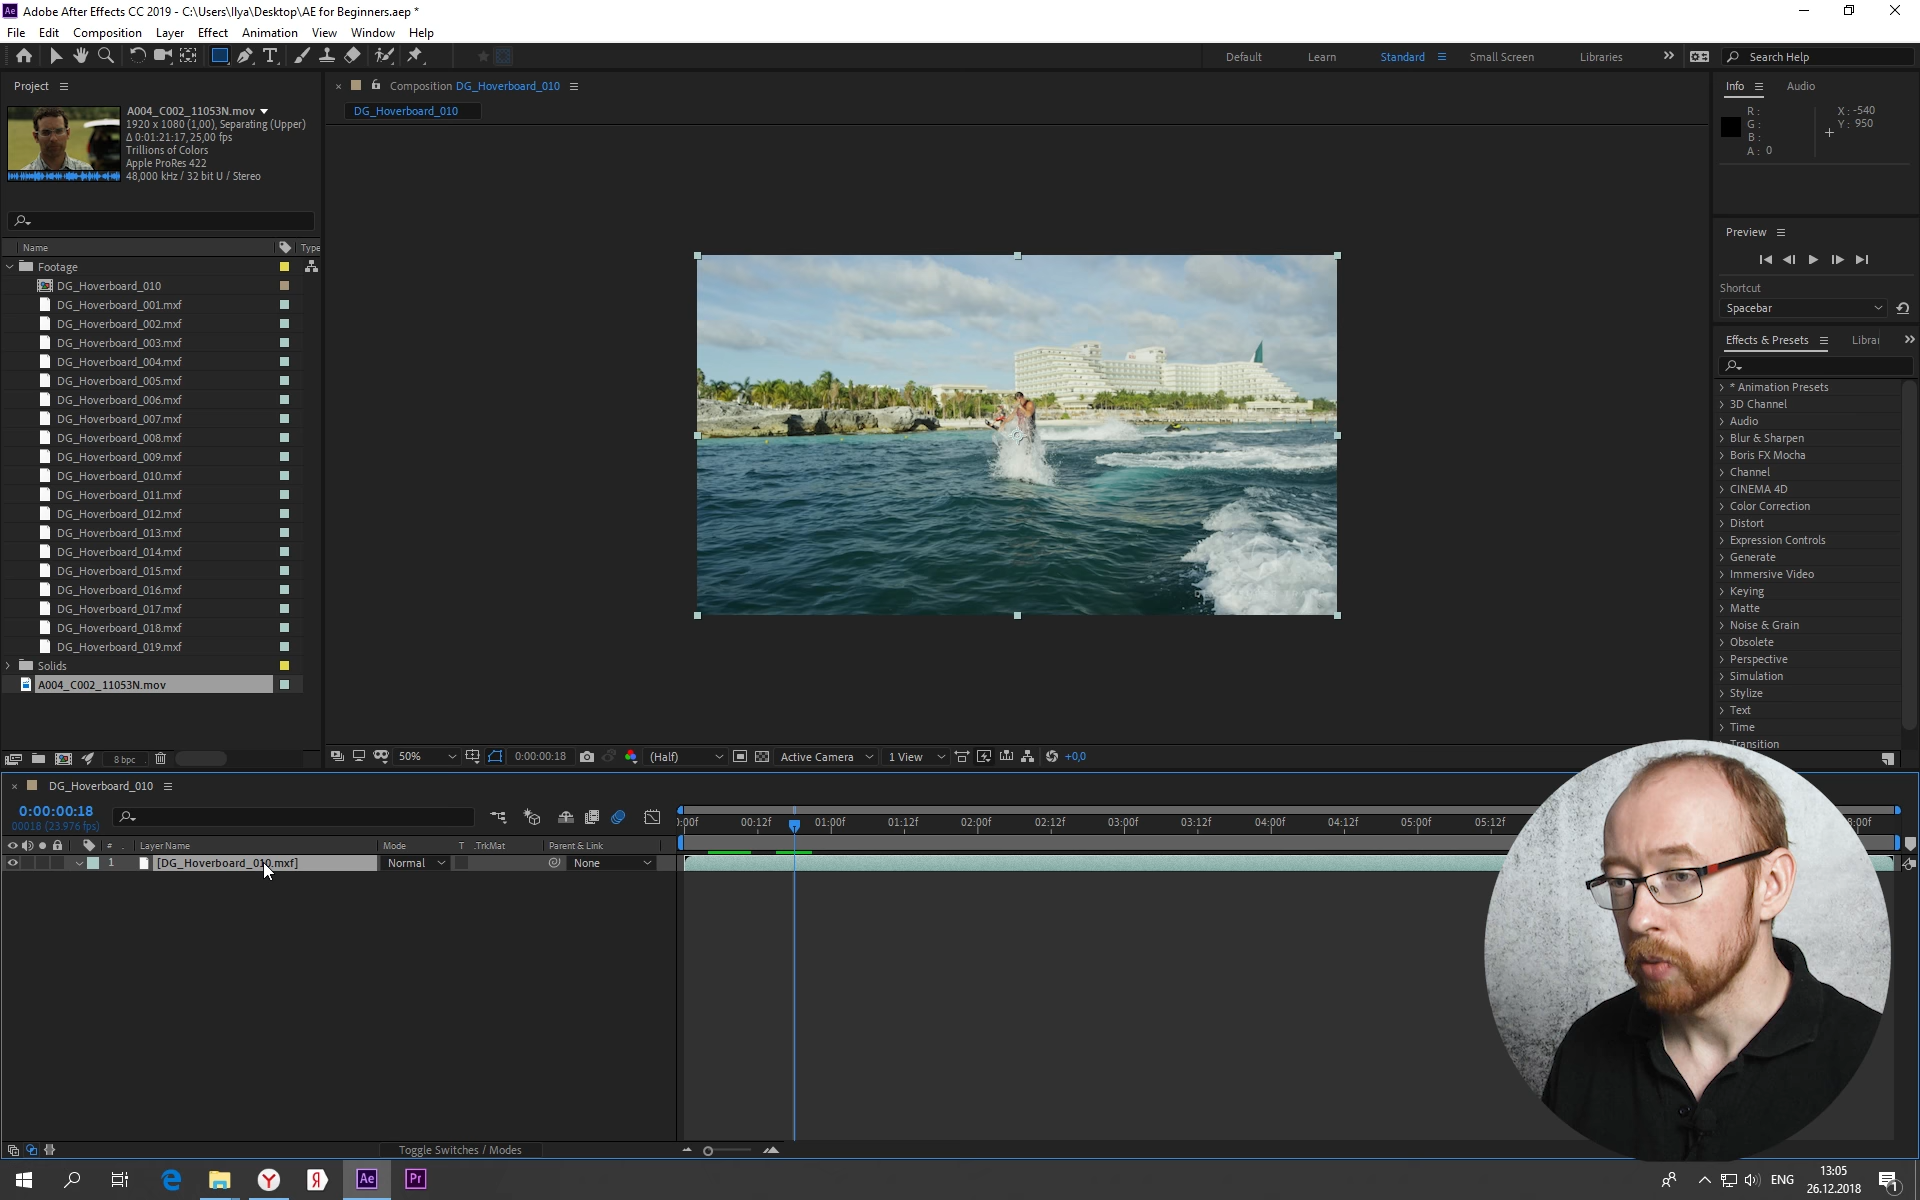 Adobe After Effects CC 2019 - C:\Users\Ilya\Desktop\AE for Beginners.aep *
File Edit Composition Layer Effect Animation View Window Help
Default Learn Standard Small Screen Libraries Search Help
Project
A004_C002_11053N.mov
1920 x 1080 (1,00), Separating (Upper)
Δ 0:01:21:17, 25,00 fps
Trillions of Colors
Apple ProRes 422
48,000 kHz / 32 bit U / Stereo
Name Type
Footage
DG_Hoverboard_010
DG_Hoverboard_001.mxf
DG_Hoverboard_002.mxf
DG_Hoverboard_003.mxf
DG_Hoverboard_004.mxf
DG_Hoverboard_005.mxf
DG_Hoverboard_006.mxf
DG_Hoverboard_007.mxf
DG_Hoverboard_008.mxf
DG_Hoverboard_009.mxf
DG_Hoverboard_010.mxf
DG_Hoverboard_011.mxf
DG_Hoverboard_012.mxf
DG_Hoverboard_013.mxf
DG_Hoverboard_014.mxf
DG_Hoverboard_015.mxf
DG_Hoverboard_016.mxf
DG_Hoverboard_017.mxf
DG_Hoverboard_018.mxf
DG_Hoverboard_019.mxf
Solids
A004_C002_11053N.mov
8 bpc
Composition DG_Hoverboard_010
DG_Hoverboard_010
50% 0:00:00:18 (Half) Active Camera 1 View +0,0
Info Audio
R : X : -540
G : Y : 950
B :
A : 0
Preview
Shortcut
Spacebar
Effects & Presets Librar
* Animation Presets
3D Channel
Audio
Blur & Sharpen
Boris FX Mocha
Channel
CINEMA 4D
Color Correction
Distort
Expression Controls
Generate
Immersive Video
Keying
Matte
Noise & Grain
Obsolete
Perspective
Simulation
Stylize
Text
Time
Transition
DG_Hoverboard_010
0:00:00:18
00018 (23.976 fps)
:00f 00:12f 01:00f 01:12f 02:00f 02:12f 03:00f 03:12f 04:00f 04:12f 05:00f 05:12f :00f
# Layer Name Mode T .TrkMat Parent & Link
1 [DG_Hoverboard_010.mxf] Normal None
Toggle Switches / Modes
Ae Pr
ENG 13:05
26.12.2018